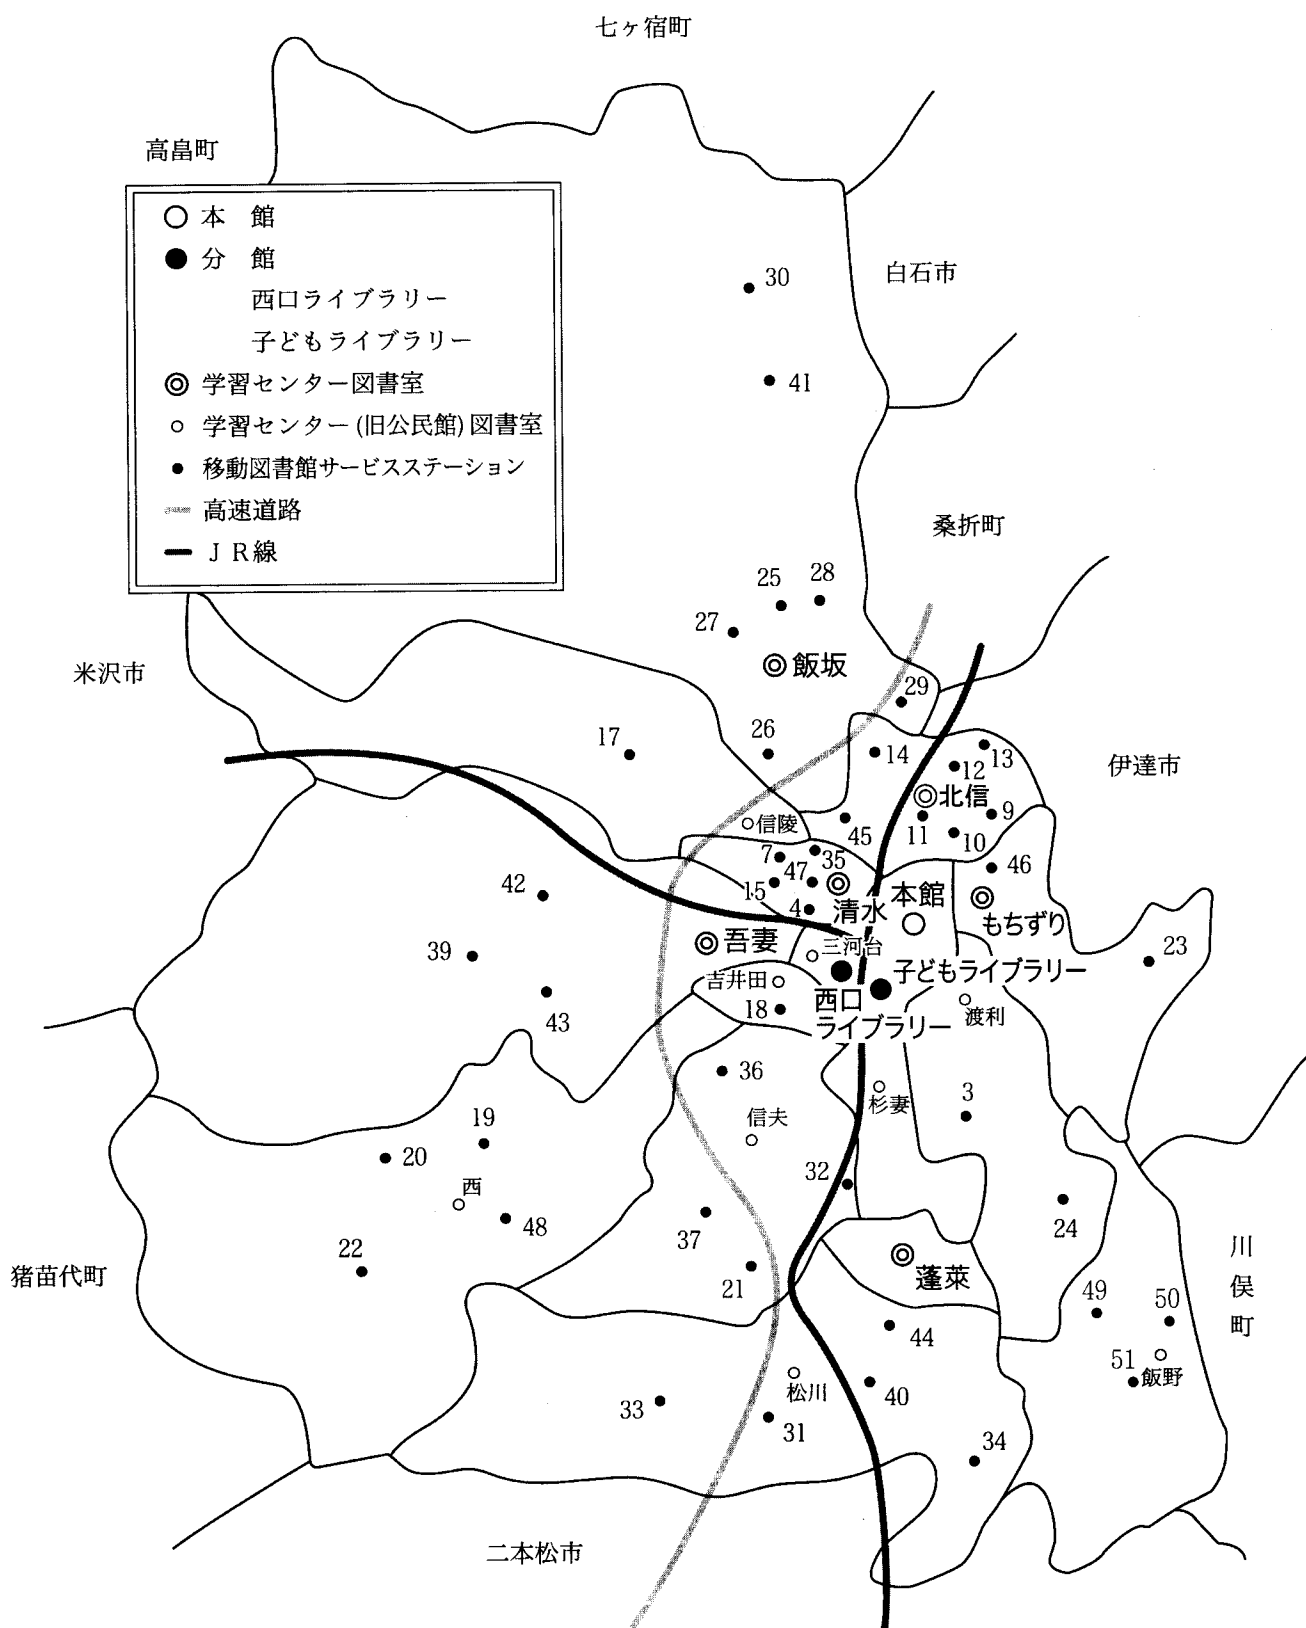 七ヶ宿町
高畠町
本 館
分 館
西口ライブラリー
子どもライブラリー
学習センター図書室
学習センター(旧公民館)図書室
移動図書館サービスステーション
高速道路
JR線
30
白石市
41
桑折町
25
28
27
飯坂
米沢市
29
17
26
14
13
12
伊達市
北信
9
信陵
45
11
10
7
35
46
47
15
42
4
清水
本館
もちずり
吾妻
三河台
23
39
子どもライブラリー
吉井田
西口
ライブラリー
渡利
18
43
36
3
杉妻
信夫
19
20
32
西
48
24
37
22
蓬萊
川俣町
猪苗代町
21
49
50
44
51
飯野
松川
40
33
31
34
二本松市